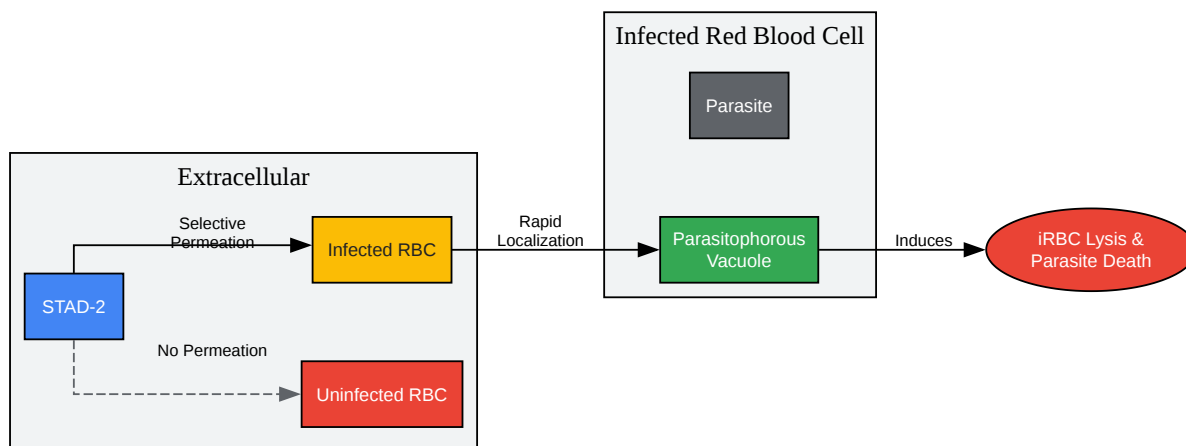 Infected Red Blood Cell
Parasite
Extracellular
Selective
Permeation
Infected RBC
Rapid
Localization
Parasitophorous
Vacuole
Induces
iRBC Lysis &
Parasite Death
STAD-2
No Permeation
Uninfected RBC